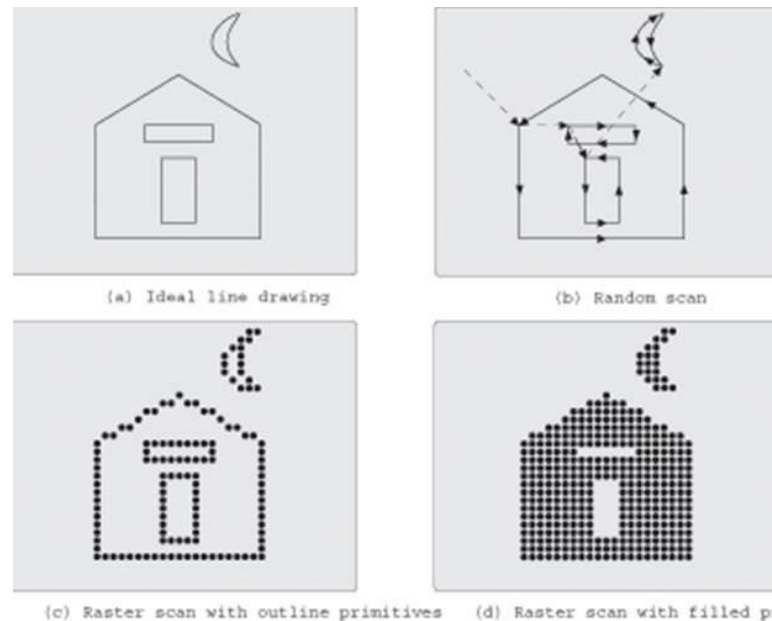 (a) Ideal line drawing
(b) Random scan
(c) Raster scan with outline primitives
(d) Raster scan with filled p